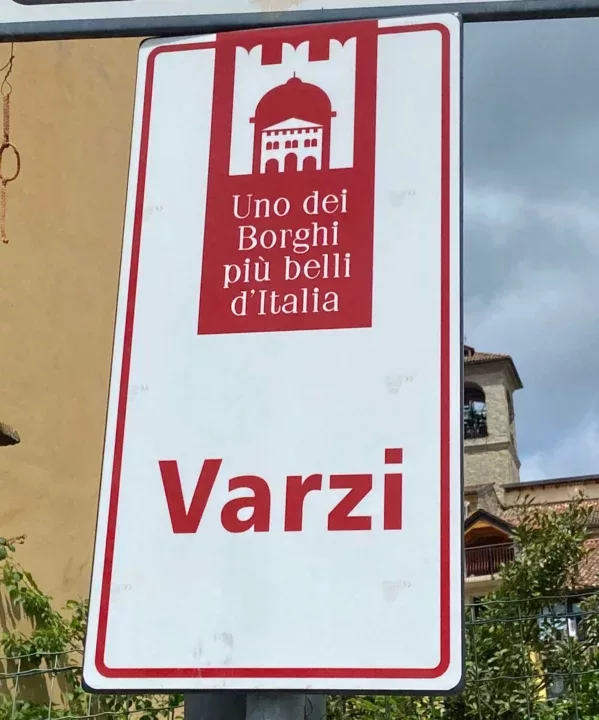 Uno dei
Borghi
più belli
d'Italia
Varzi